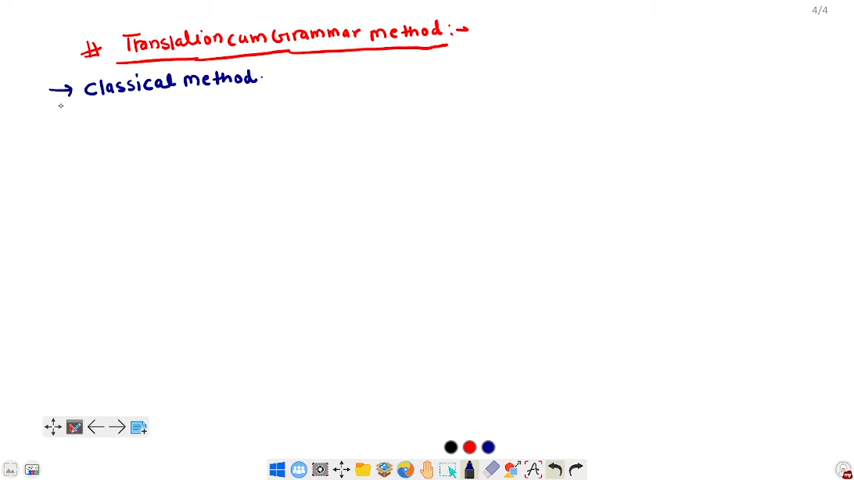 4/4
# Translation cum Grammar method:→
→ Classical method.